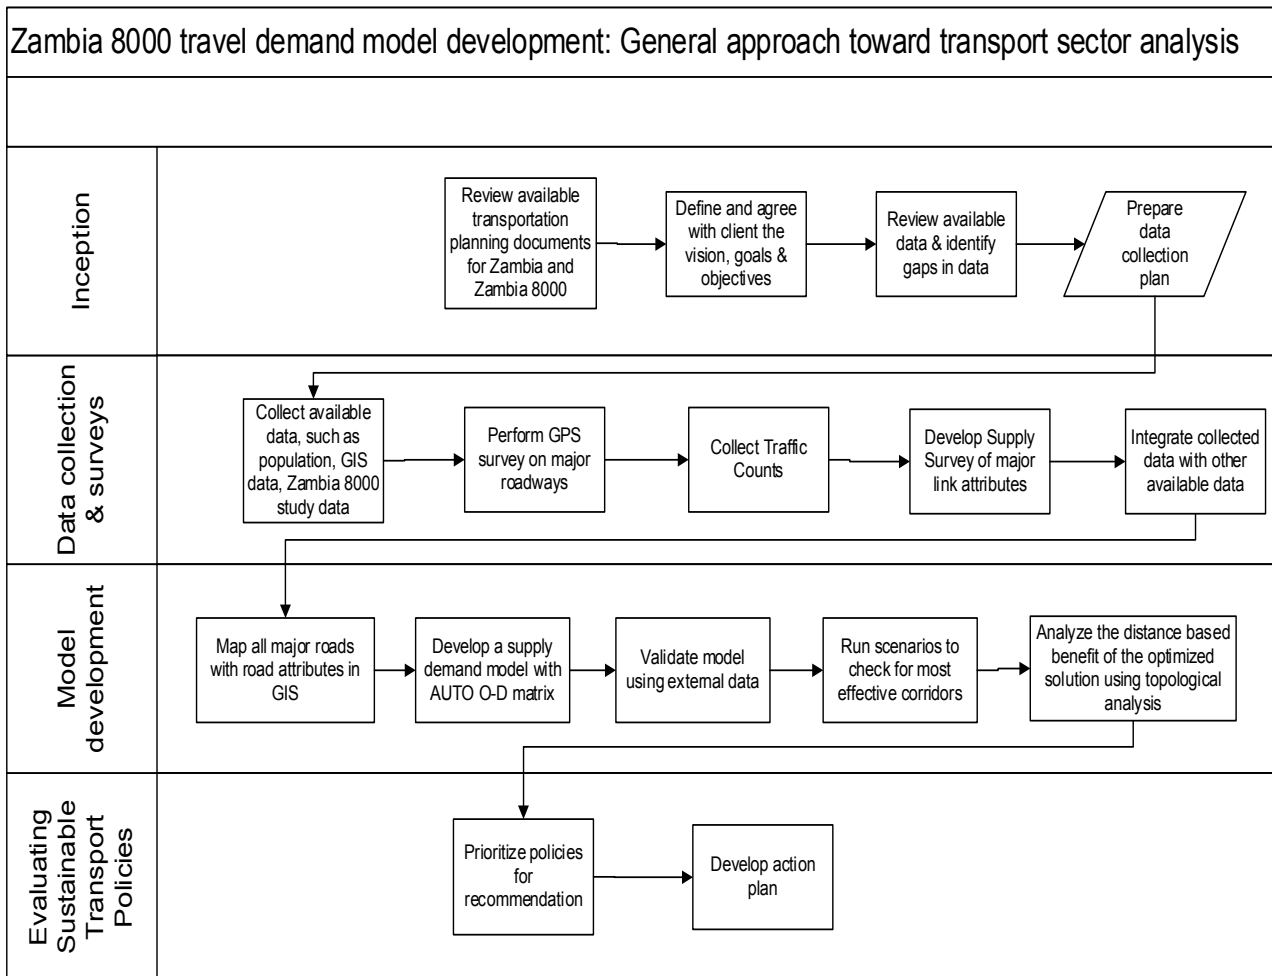 Zambia 8000 travel demand model development: General approach toward transport sector analysis
Inception
Review available
transportation
planning documents
for Zambia and
Zambia 8000
Define and agree
with client the
vision, goals &
objectives
Review available
data & identify
gaps in data
Prepare
data
collection
plan
Data collection
& surveys
Collect available
data, such as
population, GIS
data, Zambia 8000
study data
Perform GPS
survey on major
roadways
Collect Traffic
Counts
Develop Supply
Survey of major
link attributes
Integrate collected
data with other
available data
Model
development
Map all major roads
with road attributes in
GIS
Develop a supply
demand model with
AUTO O-D matrix
Validate model
using external data
Run scenarios to
check for most
effective corridors
Analyze the distance based
benefit of the optimized
solution using topological
analysis
Evaluating
Sustainable
Transport
Policies
Prioritize policies
for
recommendation
Develop action
plan